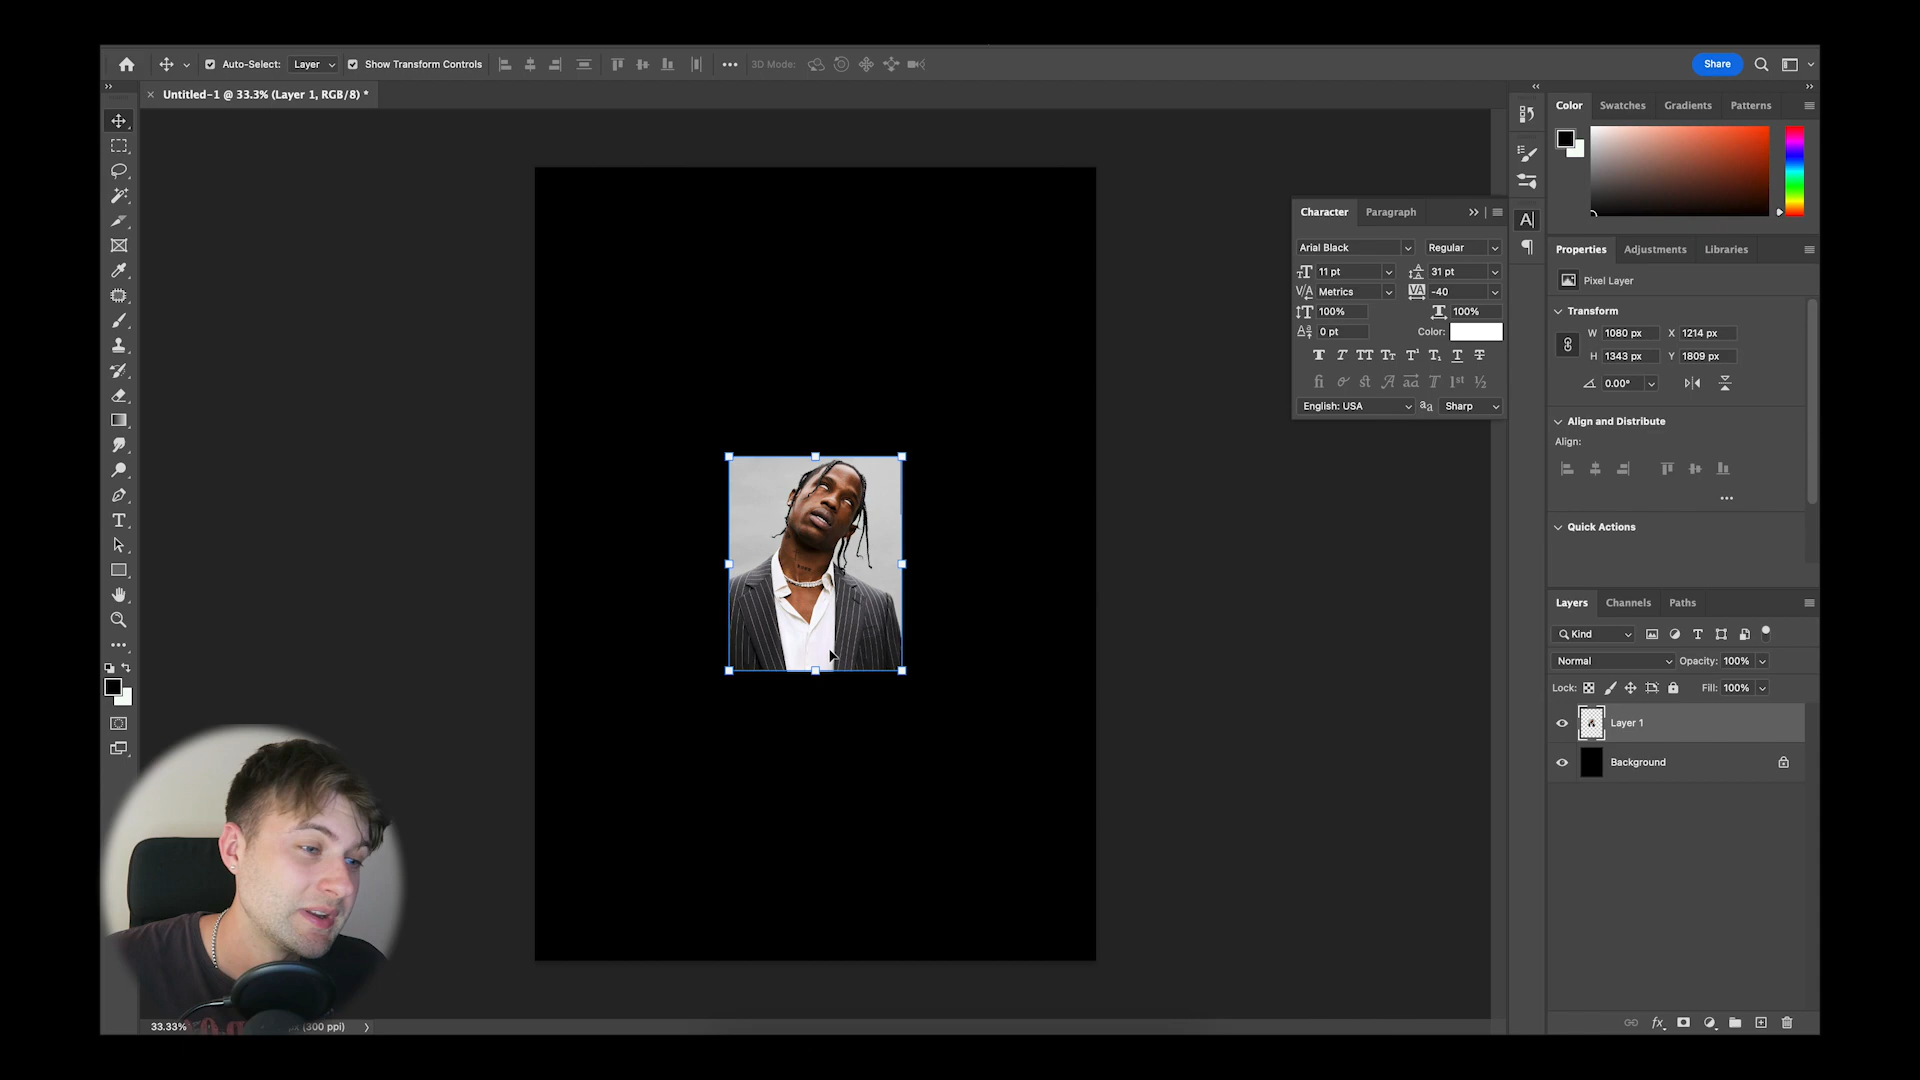 Auto-Select: Layer Show Transform Controls 3D Mode: Share
Untitled-1 @ 33.3% (Layer 1, RGB/8) *
Color Swatches Gradients Patterns
Character Paragraph
Arial Black Regular
11 pt 31 pt
Metrics -40
100% 100%
0 pt Color:
English: USA Sharp
Properties Adjustments Libraries
Pixel Layer
Transform
W 1080 px X 1214 px
H 1343 px Y 1809 px
0.00°
Align and Distribute
Align:
Quick Actions
Layers Channels Paths
Kind
Normal Opacity: 100%
Lock: Fill: 100%
Layer 1
Background
33.33% (300 ppi)